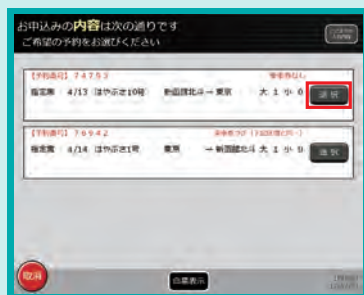 お申込みの内容は次の通りです
ご希望の予約をお選びください
【予約番号】74753
指定席 4/13 はやぶさ10号 新函館北斗→東京 大 1 小 0 選択
【予約番号】76942
指定席 4/14 はやぶさ1号 東京 →新函館北斗 大 1 小 0 選択
取消 白黒表示